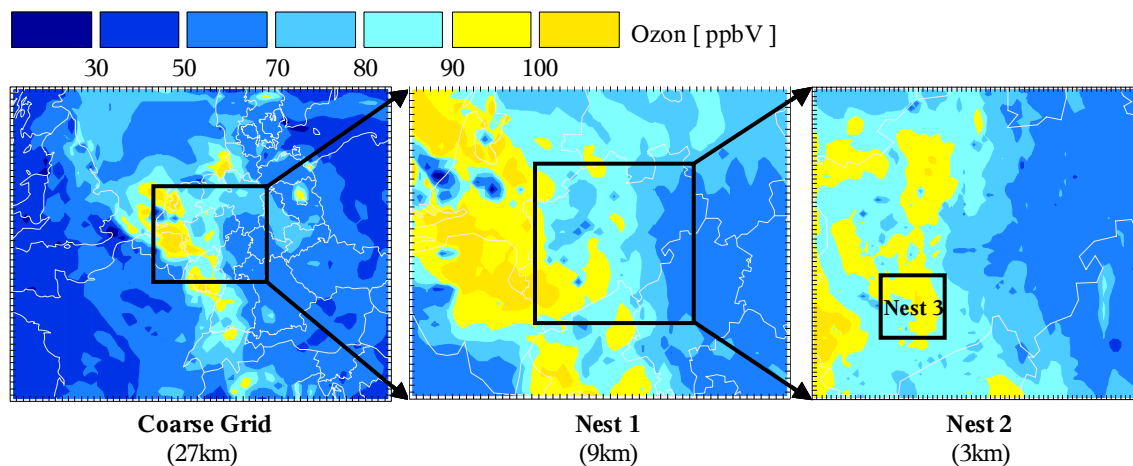 Ozon [ ppbV ]
30 50 70 80 90 100
Nest 3
Coarse Grid Nest 1 Nest 2
(27km) (9km) (3km)